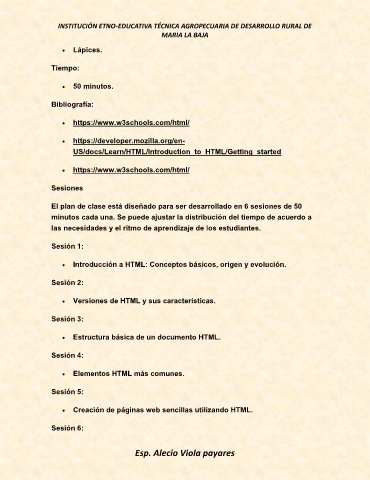 INSTITUCIÓN ETNO-EDUCATIVA TÉCNICA AGROPECUARIA DE DESARROLLO RURAL DE
MARIA LA BAJA
• Lápices.
Tiempo:
• 50 minutos.
Bibliografía:
• https://www.w3schools.com/html/
• https://developer.mozilla.org/en-
US/docs/Learn/HTML/Introduction_to_HTML/Getting_started
• https://www.w3schools.com/html/
Sesiones
El plan de clase está diseñado para ser desarrollado en 6 sesiones de 50
minutos cada una. Se puede ajustar la distribución del tiempo de acuerdo a
las necesidades y el ritmo de aprendizaje de los estudiantes.
Sesión 1:
• Introducción a HTML: Conceptos básicos, origen y evolución.
Sesión 2:
• Versiones de HTML y sus características.
Sesión 3:
• Estructura básica de un documento HTML.
Sesión 4:
• Elementos HTML más comunes.
Sesión 5:
• Creación de páginas web sencillas utilizando HTML.
Sesión 6:
Esp. Alecio Viola payares